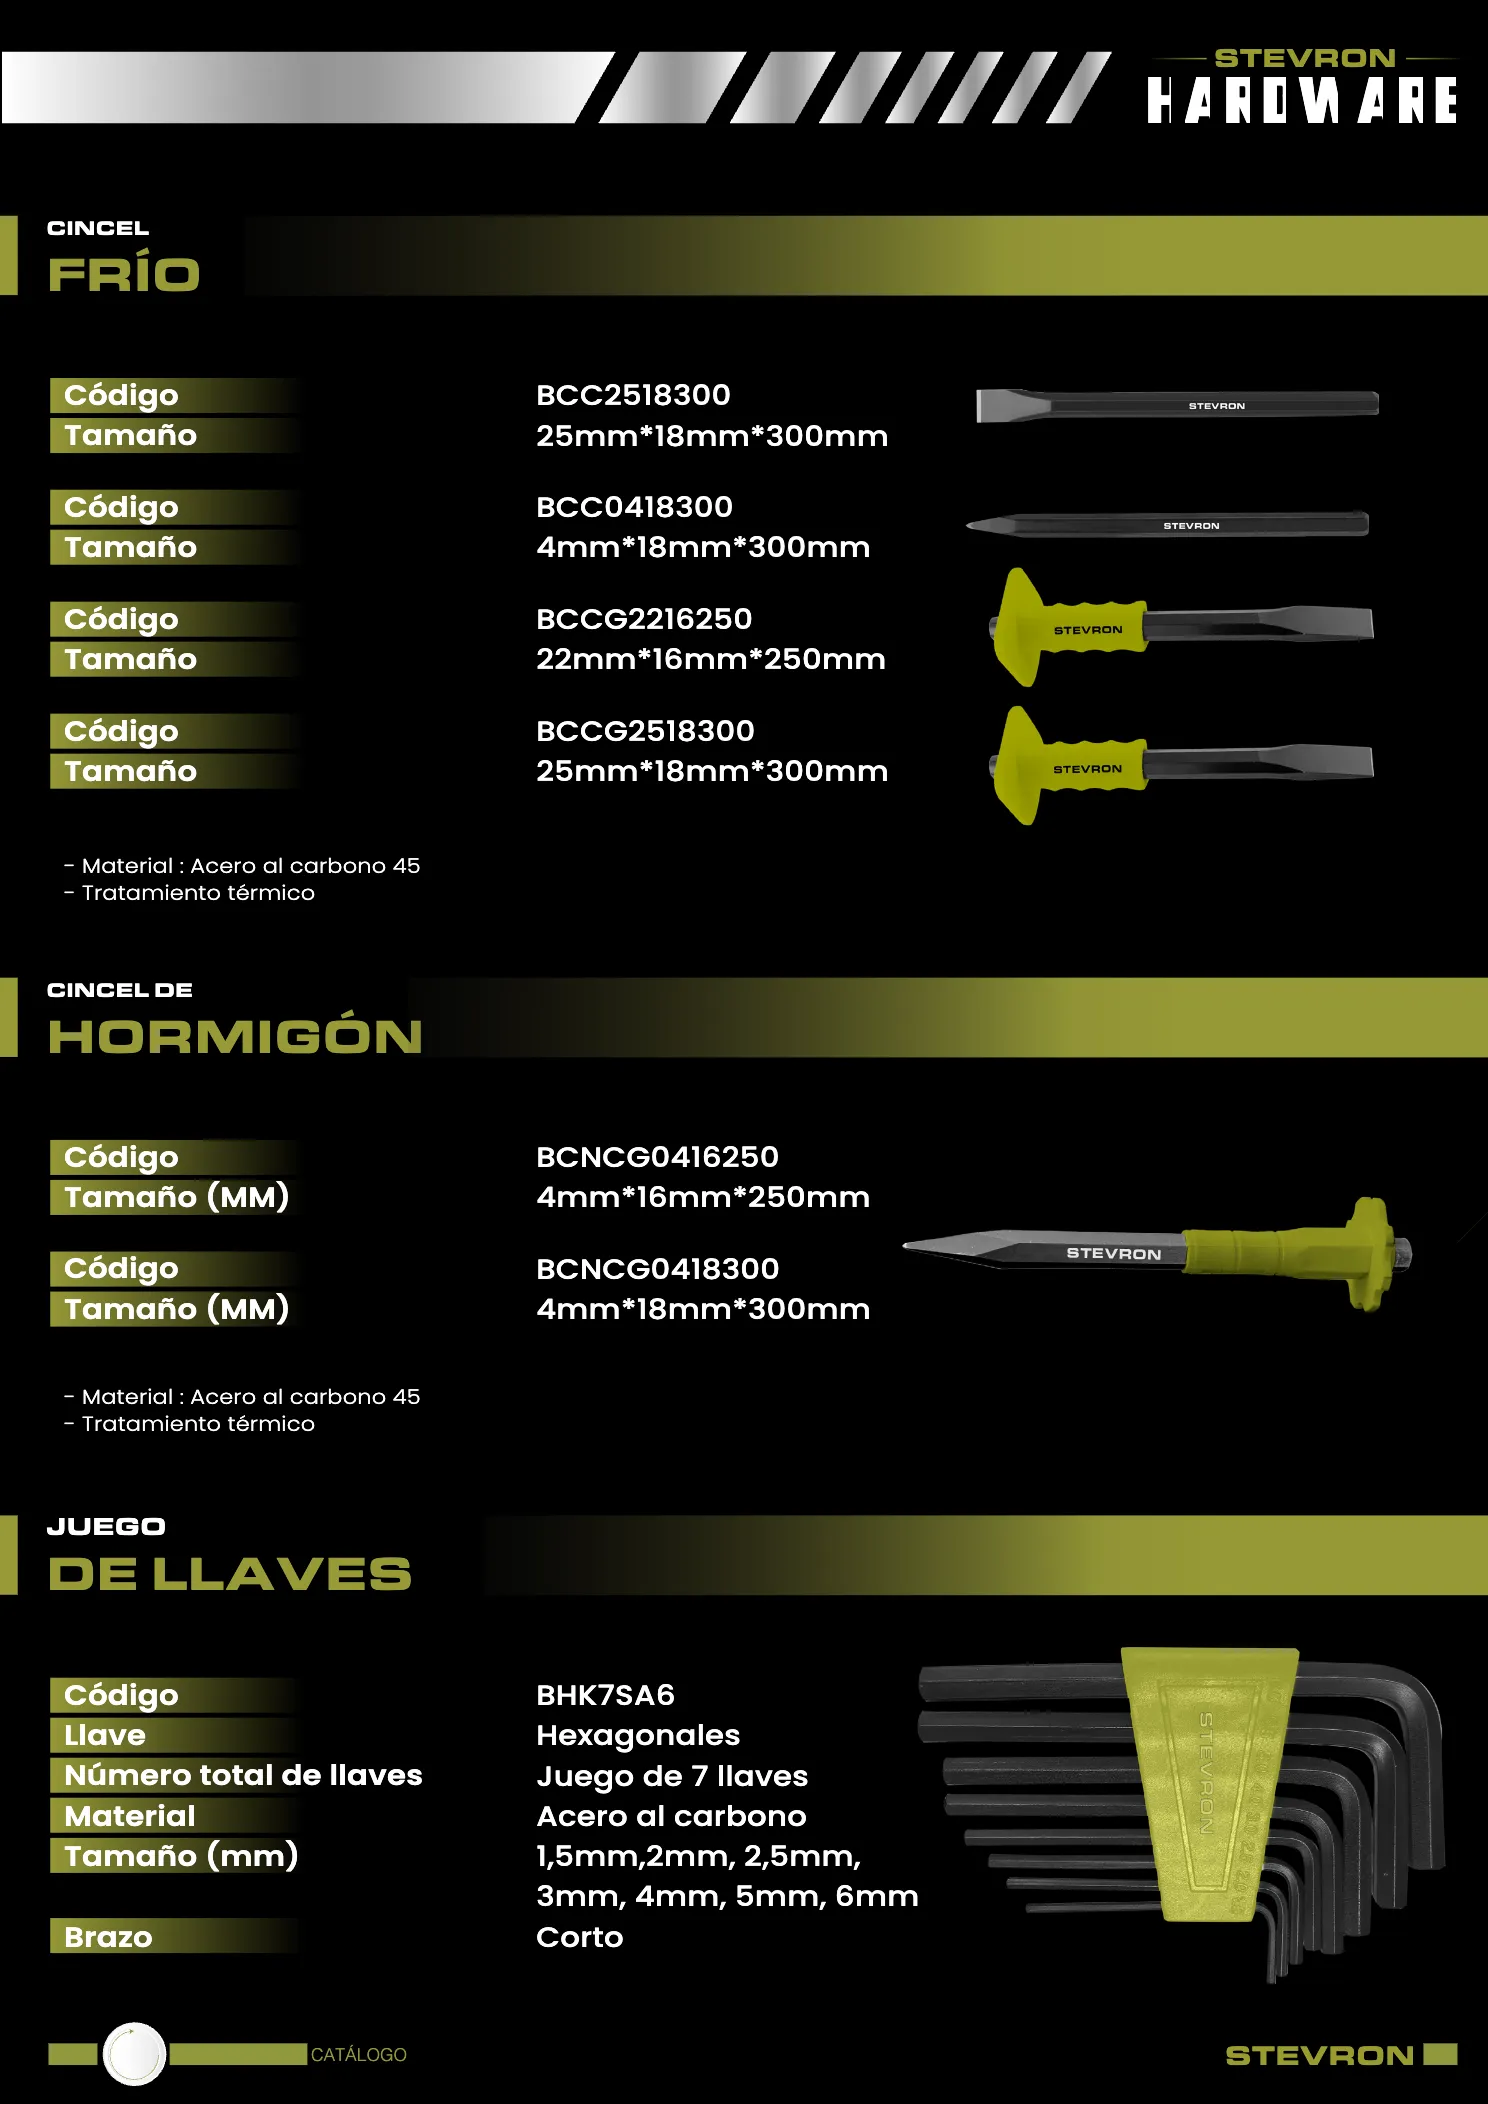 STEVRON
HARDWARE
CINCEL
FRÍO
Código BCC2518300
Tamaño 25mm*18mm*300mm
STEVRON
Código BCC0418300
Tamaño 4mm*18mm*300mm
STEVRON
Código BCCG2216250
Tamaño 22mm*16mm*250mm
STEVRON
Código BCCG2518300
Tamaño 25mm*18mm*300mm
STEVRON
- Material : Acero al carbono 45
- Tratamiento térmico
CINCEL DE
HORMIGÓN
Código BCNCG0416250
Tamaño (MM) 4mm*16mm*250mm
STEVRON
Código BCNCG0418300
Tamaño (MM) 4mm*18mm*300mm
- Material : Acero al carbono 45
- Tratamiento térmico
JUEGO
DE LLAVES
Código BHK7SA6
Llave Hexagonales
Número total de llaves Juego de 7 llaves
Material Acero al carbono
Tamaño (mm) 1,5mm,2mm, 2,5mm,
3mm, 4mm, 5mm, 6mm
Brazo Corto
STEVRON
CATÁLOGO
STEVRON